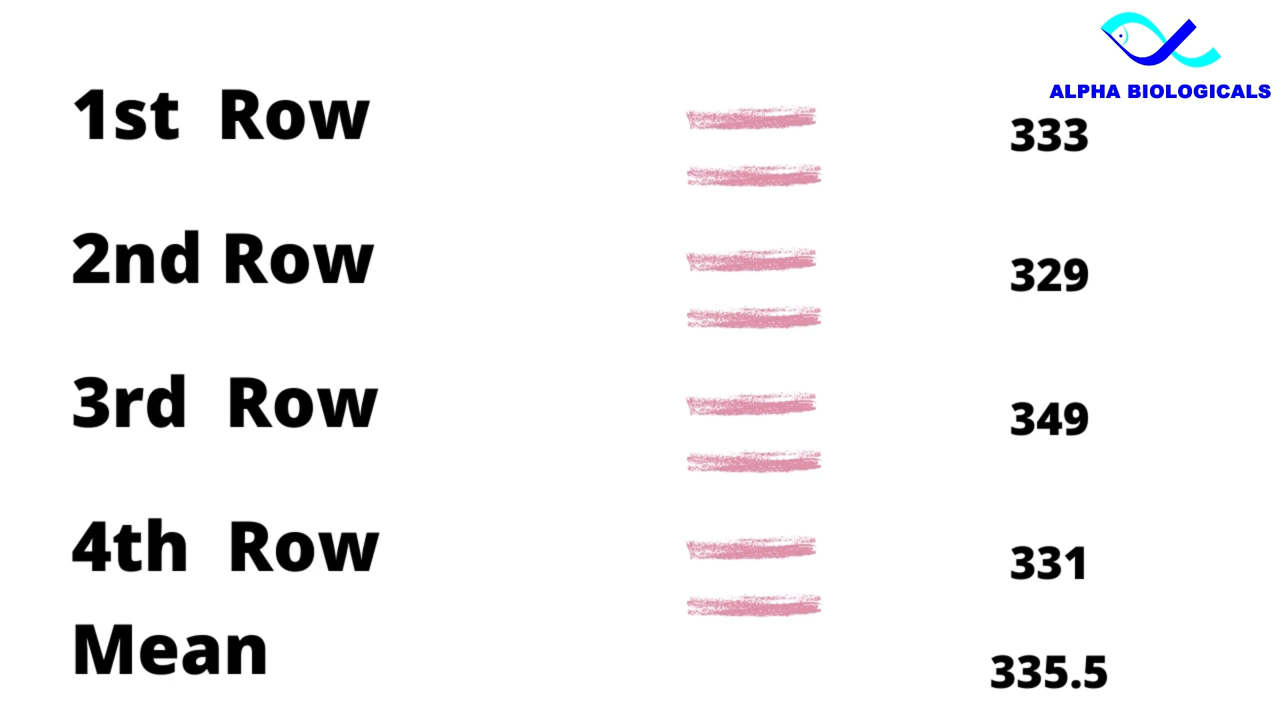 ALPHA BIOLOGICALS
1st Row 333
2nd Row 329
3rd Row 349
4th Row 331
Mean 335.5